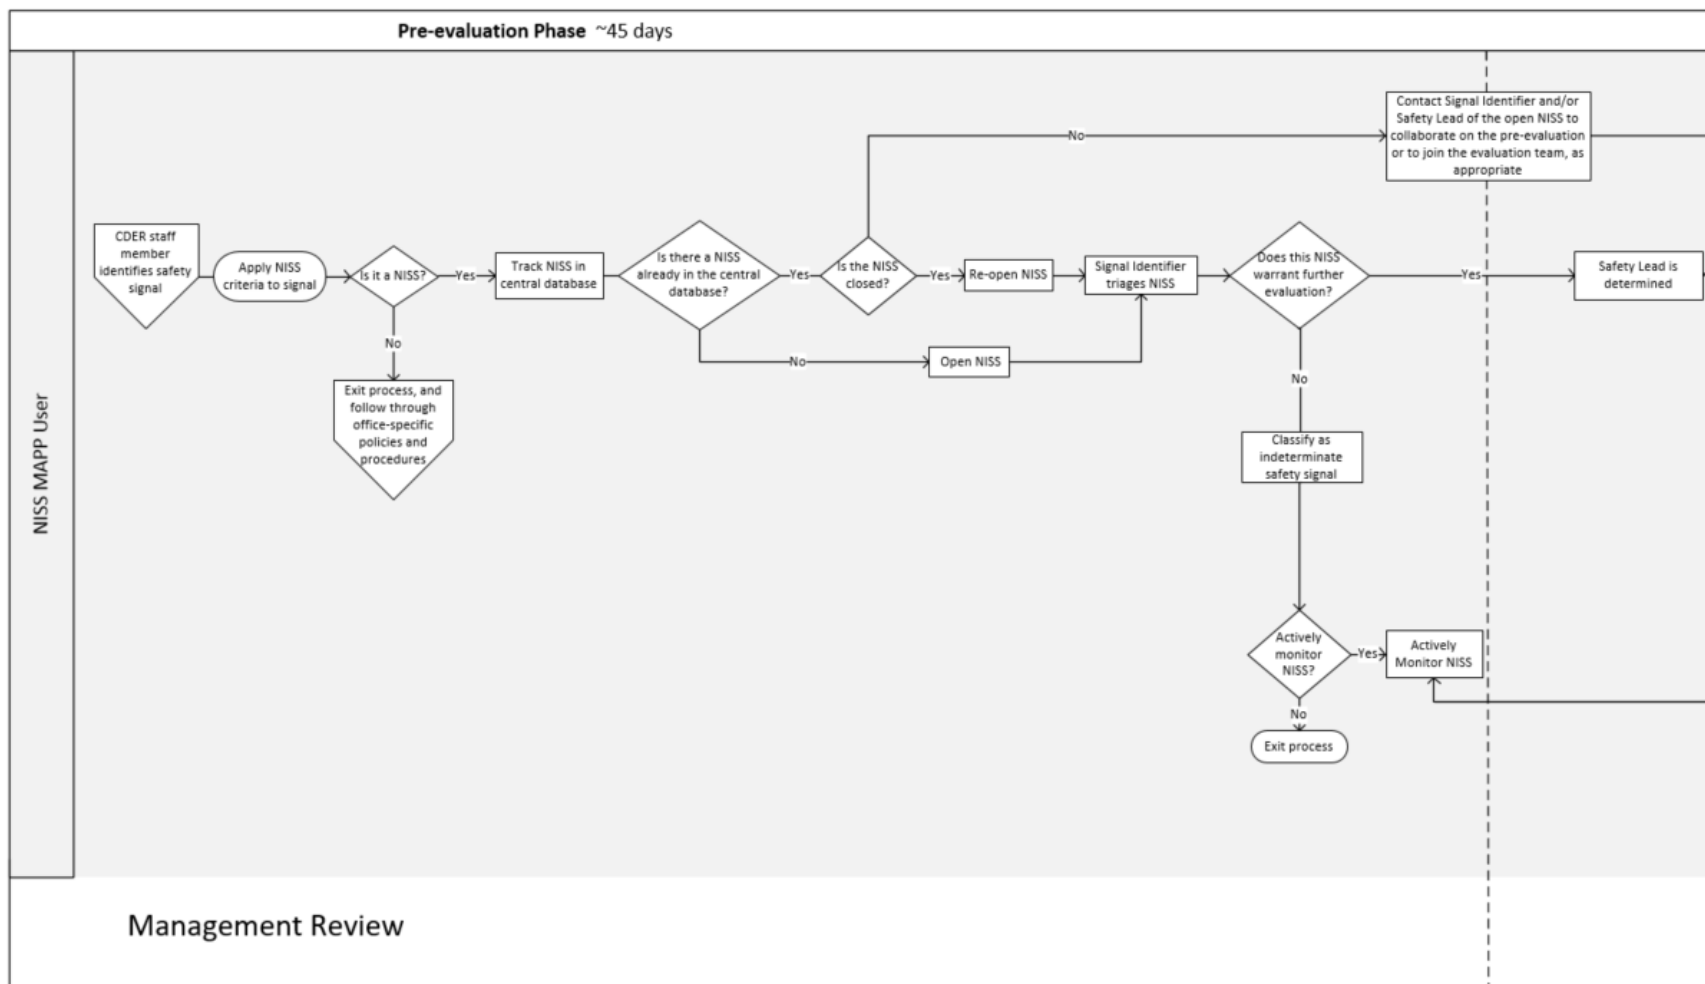 Pre-evaluation Phase ~45 days
NISS MAPP User
Contact Signal Identifier and/or
Safety Lead of the open NISS to
collaborate on the pre-evaluation
or to join the evaluation team, as
appropriate
No
CDER staff
member
identifies safety
signal
Apply NISS
criteria to signal
Is it a NISS?
Yes
Track NISS in
central database
Is there a NISS
already in the central
database?
Yes
Is the NISS
closed?
Yes
Re-open NISS
Signal Identifier
triages NISS
Does this NISS
warrant further
evaluation?
Yes
Safety Lead is
determined
No
Exit process, and
follow through
office-specific
policies and
procedures
No
Open NISS
No
Classify as
indeterminate
safety signal
Actively
monitor
NISS?
Yes
Actively
Monitor NISS
No
Exit process
Management Review